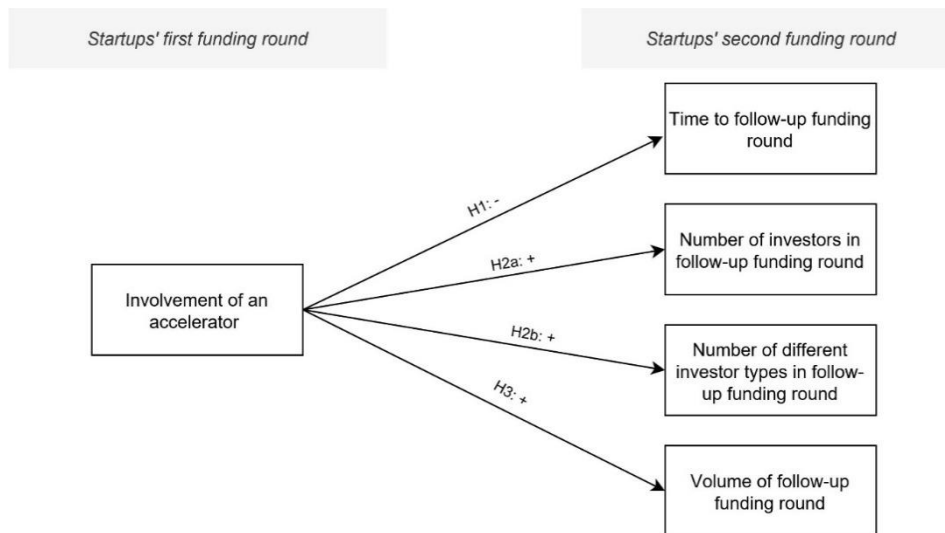 Startups' first funding round
Startups' second funding round
Time to follow-up funding
round
H1: -
Number of investors in
follow-up funding round
H2a: +
Involvement of an
accelerator
H2b: +
Number of different
investor types in follow-
up funding round
H3: +
Volume of follow-up
funding round